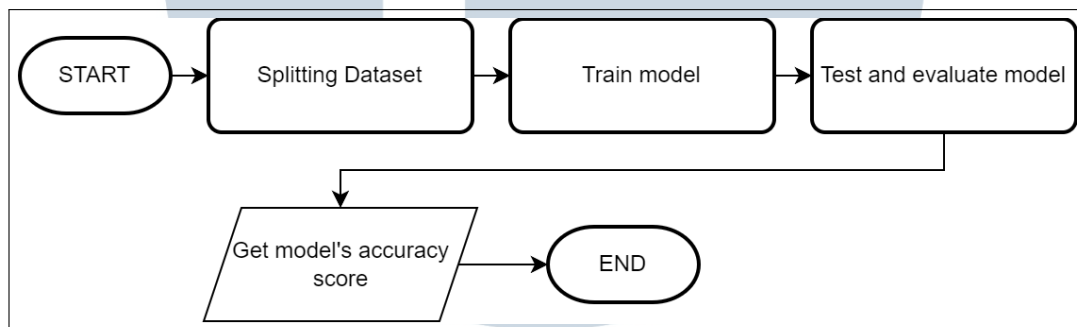 START
Splitting Dataset
Train model
Test and evaluate model
Get model's accuracy
score
END